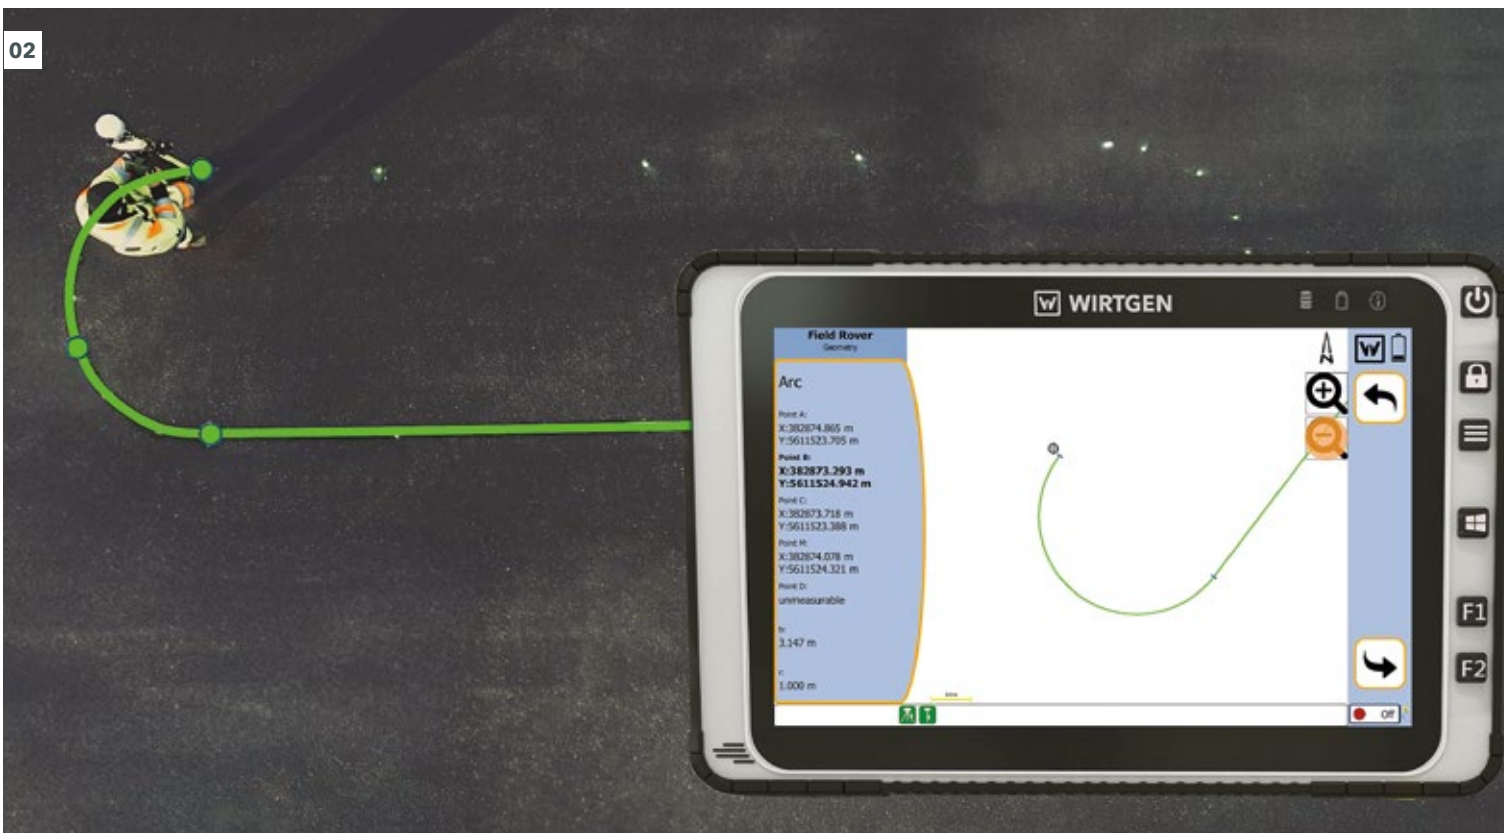 02
WIRTGEN
Field Rover
Geometry
Arc
Point A:
X:382874.865 m
Y:5611523.705 m
Point B:
X:382873.293 m
Y:5611524.942 m
Point C:
X:382873.718 m
Y:5611523.388 m
Point M:
X:382874.078 m
Y:5611524.321 m
Point D:
unmeasurable
b:
3.147 m
r:
1.000 m
N
W
Off
F1
F2